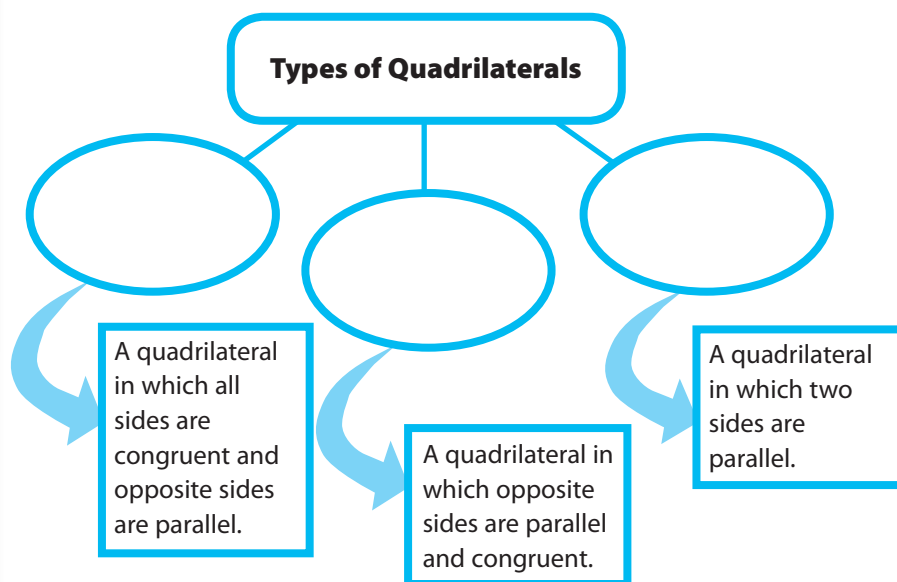 Types of Quadrilaterals
A quadrilateral
in which all
sides are
congruent and
opposite sides
are parallel.
A quadrilateral in
which opposite
sides are parallel
and congruent.
A quadrilateral
in which two
sides are
parallel.